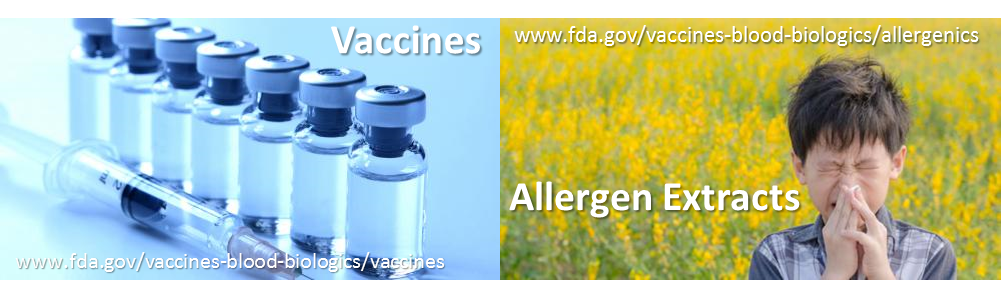 Vaccines
www.fda.gov/vaccines-blood-biologics/vaccines
www.fda.gov/vaccines-blood-biologics/allergenics
Allergen Extracts